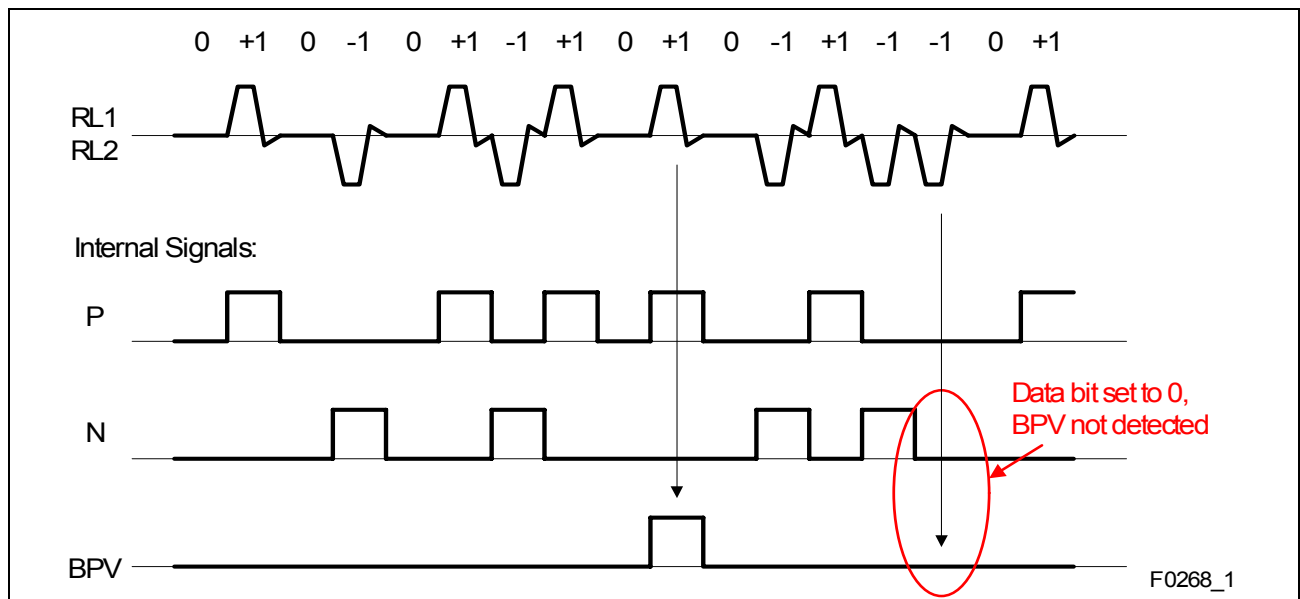 0 +1 0 -1 0 +1 -1 +1 0 +1 0 -1 +1 -1 -1 0 +1
RL1
RL2
Internal Signals:
P
Data bit set to 0,
BPV not detected
N
BPV
F0268_1